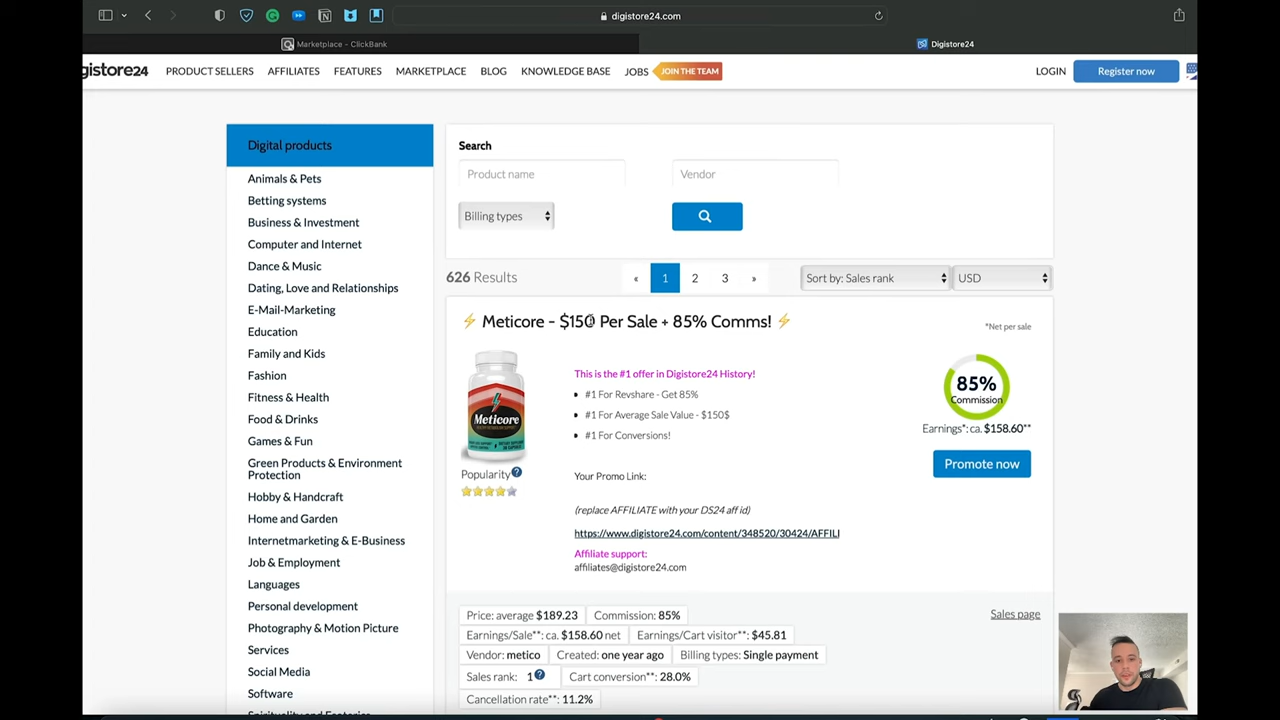 digistore24.com
Marketplace - ClickBank
Digistore24
gistore24
PRODUCT SELLERS
AFFILIATES
FEATURES
MARKETPLACE
BLOG
KNOWLEDGE BASE
JOBS
JOIN THE TEAM
LOGIN
Register now
Digital products
Animals & Pets
Betting systems
Business & Investment
Computer and Internet
Dance & Music
Dating, Love and Relationships
E-Mail-Marketing
Education
Family and Kids
Fashion
Fitness & Health
Food & Drinks
Games & Fun
Green Products & Environment
Protection
Hobby & Handcraft
Home and Garden
Internetmarketing & E-Business
Job & Employment
Languages
Personal development
Photography & Motion Picture
Services
Social Media
Software
Search
Product name
Vendor
Billing types
626 Results
« 1 2 3 »
Sort by: Sales rank
USD
⚡ Meticore - $150 Per Sale + 85% Comms! ⚡
*Net per sale
Meticore
Popularity
This is the #1 offer in Digistore24 History!
#1 For Revshare - Get 85%
#1 For Average Sale Value - $150$
#1 For Conversions!
Your Promo Link:
(replace AFFILIATE with your DS24 aff id)
https://www.digistore24.com/content/348520/30424/AFFILI
Affiliate support:
affiliates@digistore24.com
85%
Commission
Earnings*: ca. $158.60**
Promote now
Price: average $189.23
Commission: 85%
Sales page
Earnings/Sale**: ca. $158.60 net
Earnings/Cart visitor**: $45.81
Vendor: metico
Created: one year ago
Billing types: Single payment
Sales rank: 1
Cart conversion**: 28.0%
Cancellation rate**: 11.2%